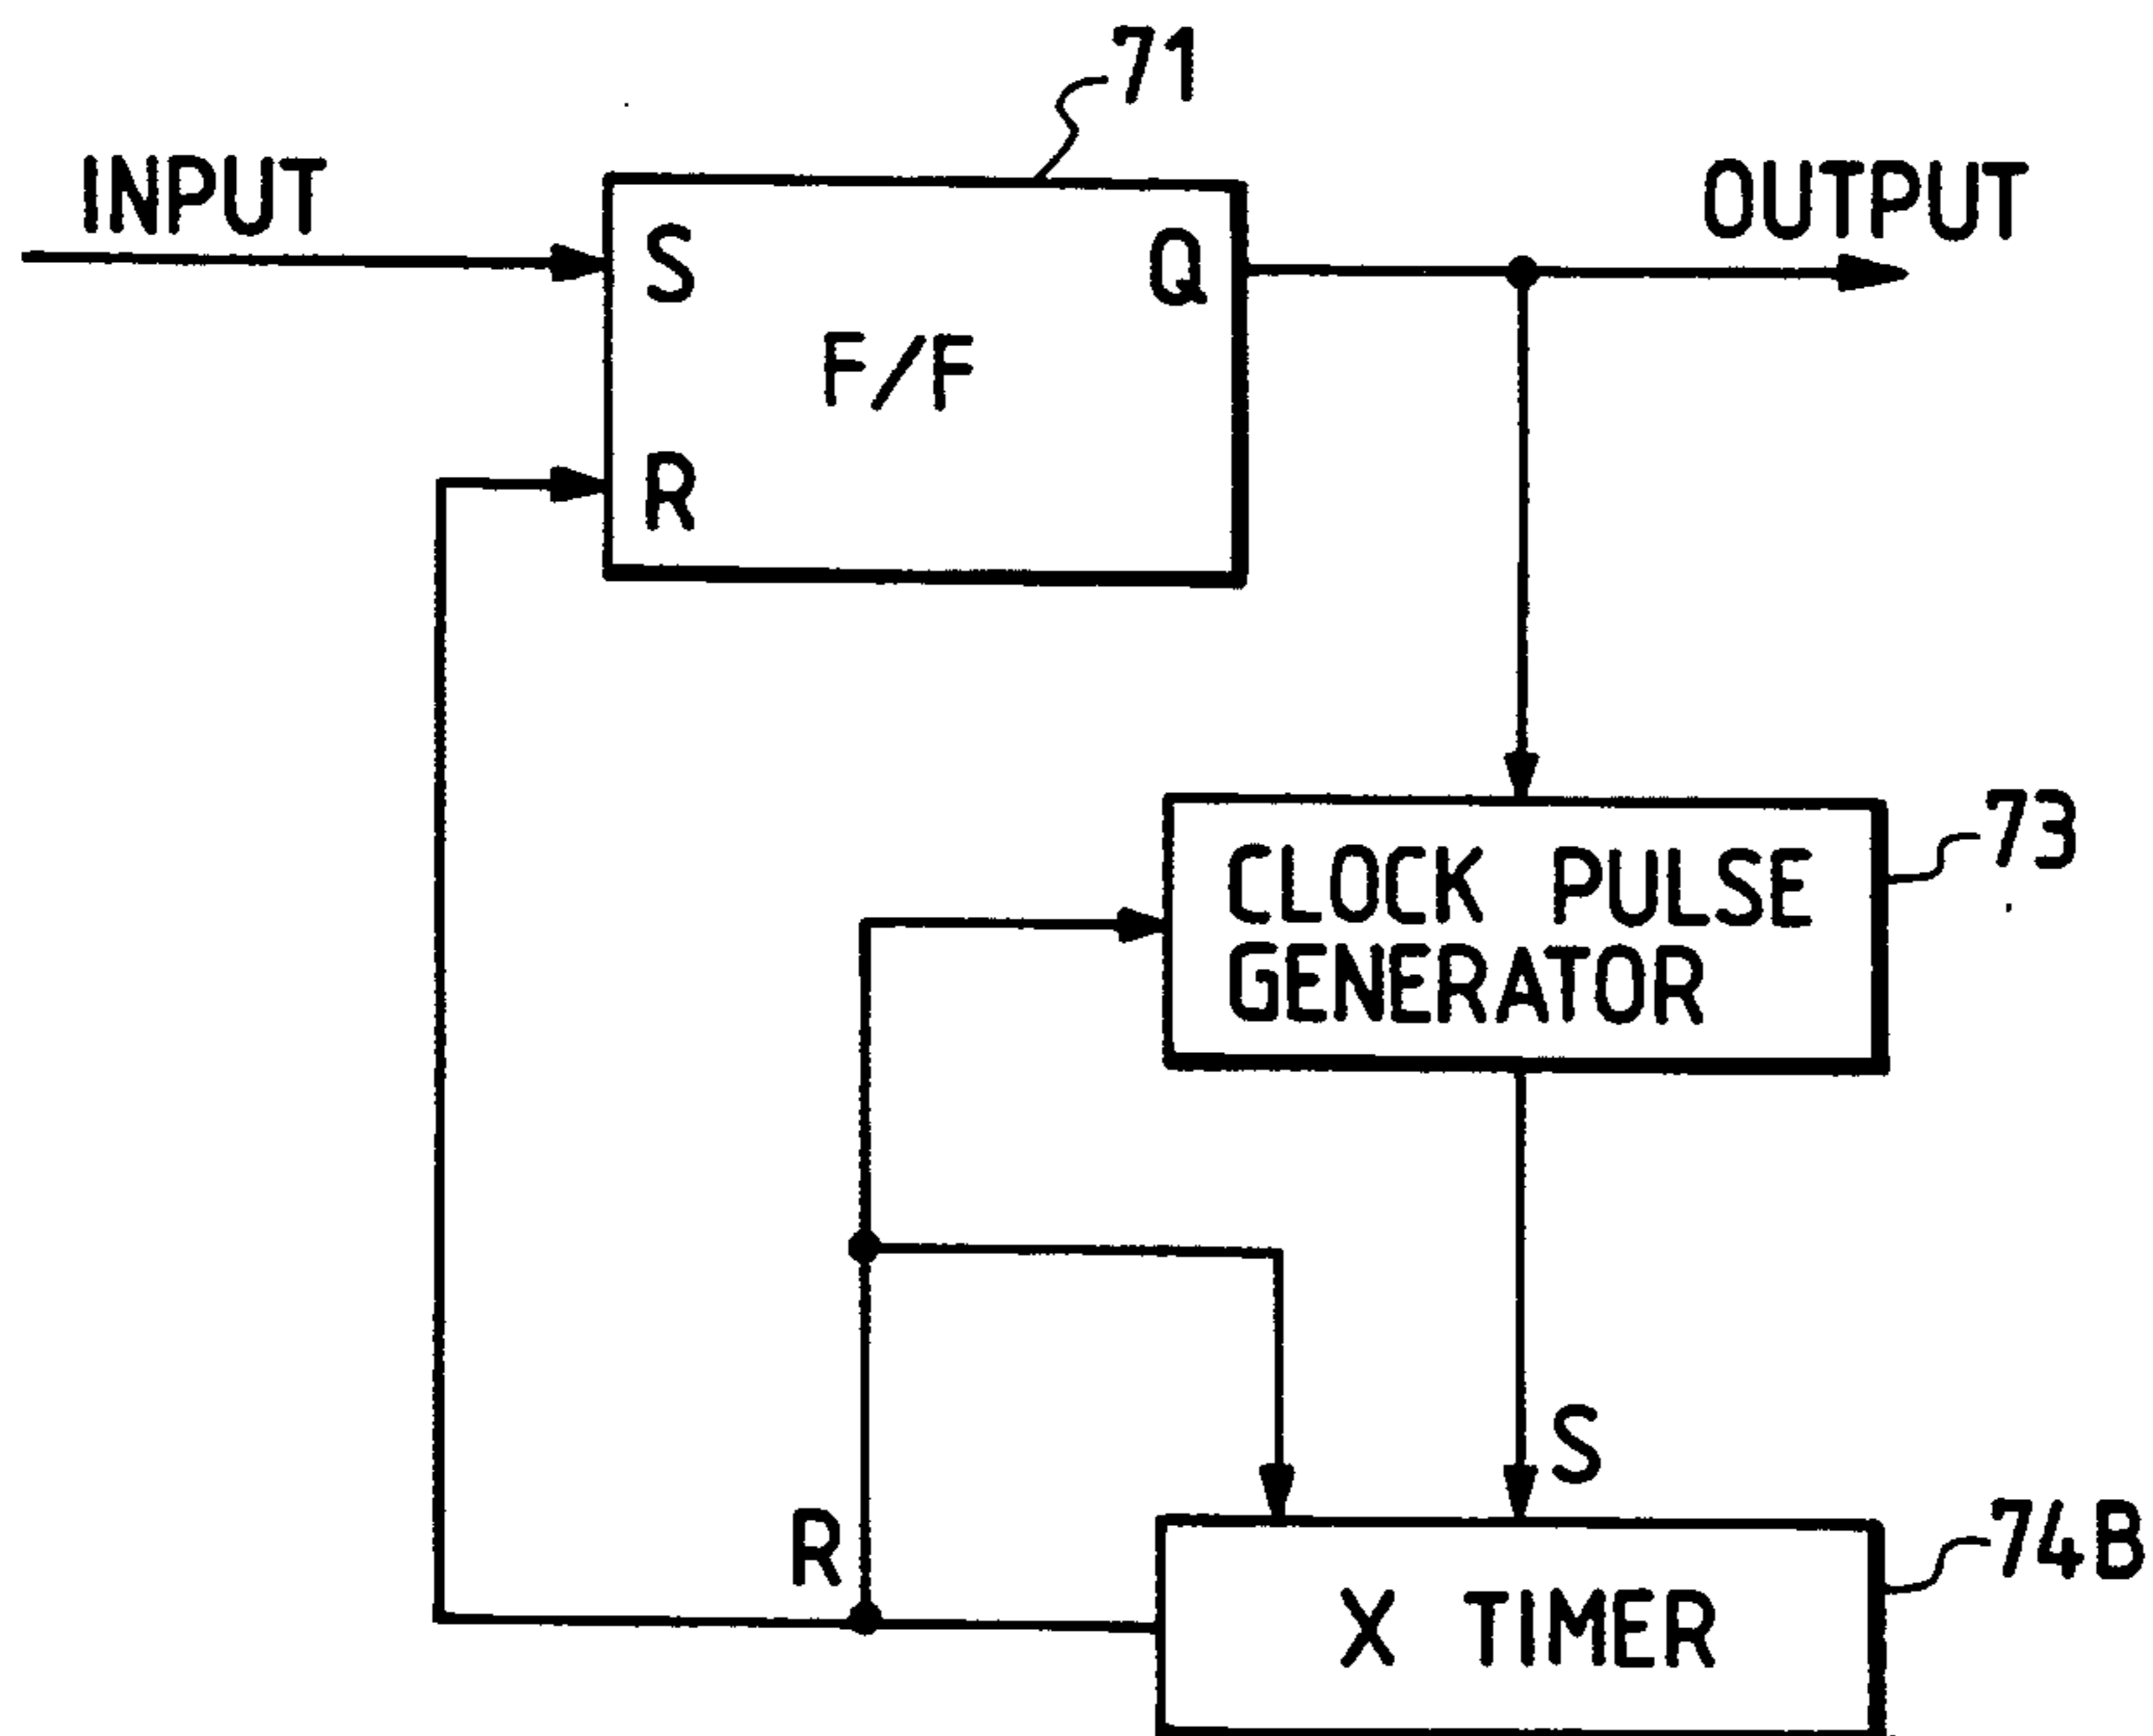 71
INPUT
OUTPUT
S
Q
F/F
R
73
CLOCK PULSE
GENERATOR
S
R
74B
X TIMER